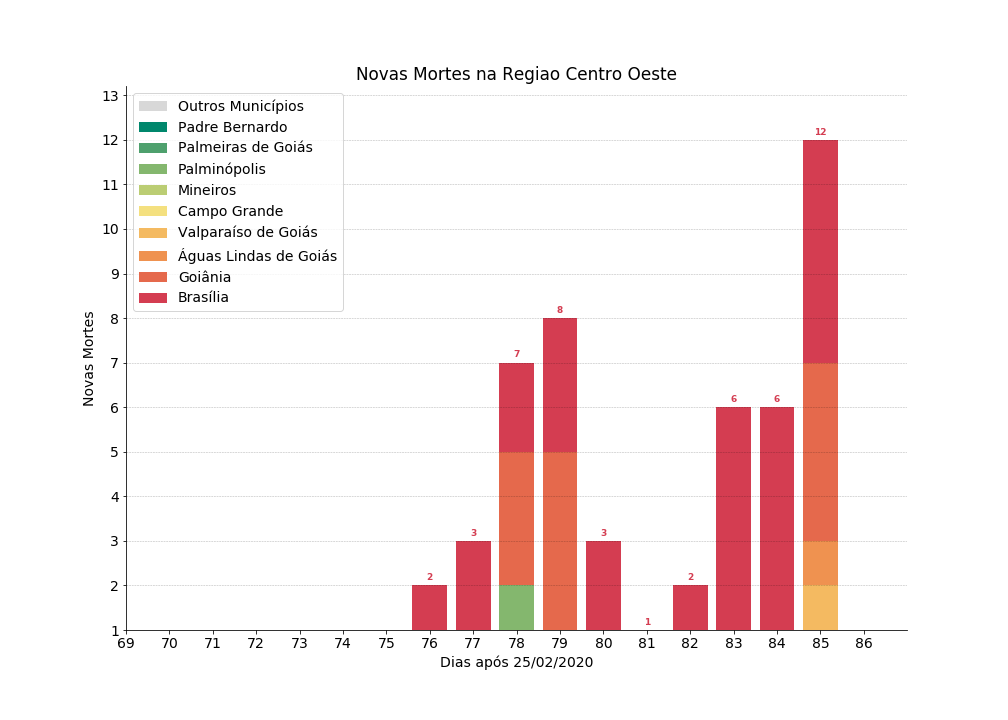 Novas Mortes na Regiao Centro Oeste
Outros Municípios
Padre Bernardo
Palmeiras de Goiás
Palminópolis
Mineiros
Campo Grande
Valparaíso de Goiás
Águas Lindas de Goiás
Goiânia
Brasília
Novas Mortes
13
12
11
10
9
8
7
6
5
4
3
2
1
2
3
7
8
3
1
2
6
6
12
69 70 71 72 73 74 75 76 77 78 79 80 81 82 83 84 85 86
Dias após 25/02/2020